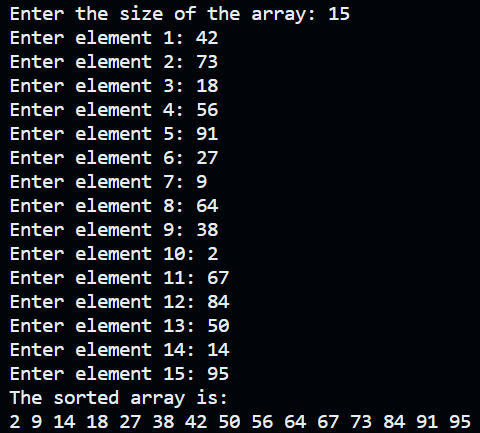 Enter the size of the array: 15
Enter element 1: 42
Enter element 2: 73
Enter element 3: 18
Enter element 4: 56
Enter element 5: 91
Enter element 6: 27
Enter element 7: 9
Enter element 8: 64
Enter element 9: 38
Enter element 10: 2
Enter element 11: 67
Enter element 12: 84
Enter element 13: 50
Enter element 14: 14
Enter element 15: 95
The sorted array is:
2 9 14 18 27 38 42 50 56 64 67 73 84 91 95